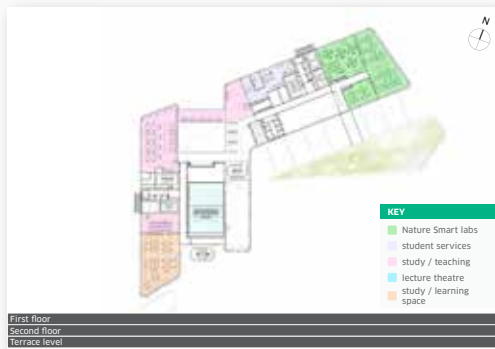 N
KEY
Nature Smart labs
student services
study / teaching
lecture theatre
study / learning
space
First floor
Second floor
Terrace level